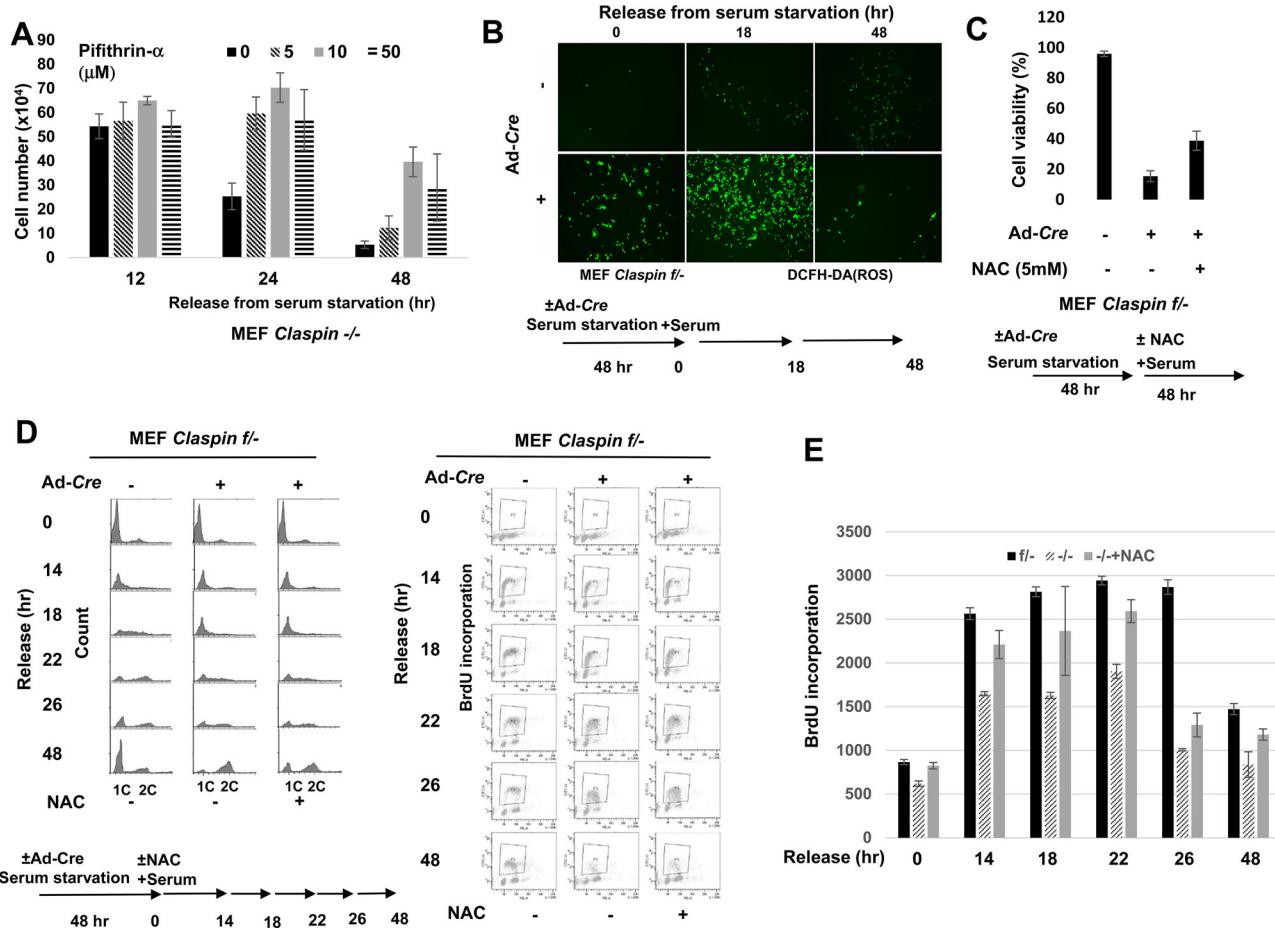 A
Pifithrin-α
(μM)
0 5 10 50
Cell number (x10⁴)
90
80
70
60
50
40
30
20
10
0
12 24 48
Release from serum starvation (hr)
MEF Claspin -/-
B
Release from serum starvation (hr)
0 18 48
Ad-Cre
-
+
MEF Claspin f/- DCFH-DA(ROS)
±Ad-Cre
Serum starvation +Serum
48 hr 0 18 48
C
Cell viability (%)
120
100
80
60
40
20
0
Ad-Cre - + +
NAC (5mM) - - +
MEF Claspin f/-
±Ad-Cre ± NAC
Serum starvation +Serum
48 hr 48 hr
D
MEF Claspin f/-
Ad-Cre - + +
Release (hr)
Count
0
14
18
22
26
48
1C 2C 1C 2C 1C 2C
NAC - - +
±Ad-Cre ±NAC
Serum starvation +Serum
48 hr 0 14 18 22 26 48
MEF Claspin f/-
Ad-Cre - + +
Release (hr)
BrdU incorporation
0
14
18
22
26
48
NAC - - +
E
f/- -/- -/-+NAC
BrdU incorporation
3500
3000
2500
2000
1500
1000
500
0
Release (hr) 0 14 18 22 26 48